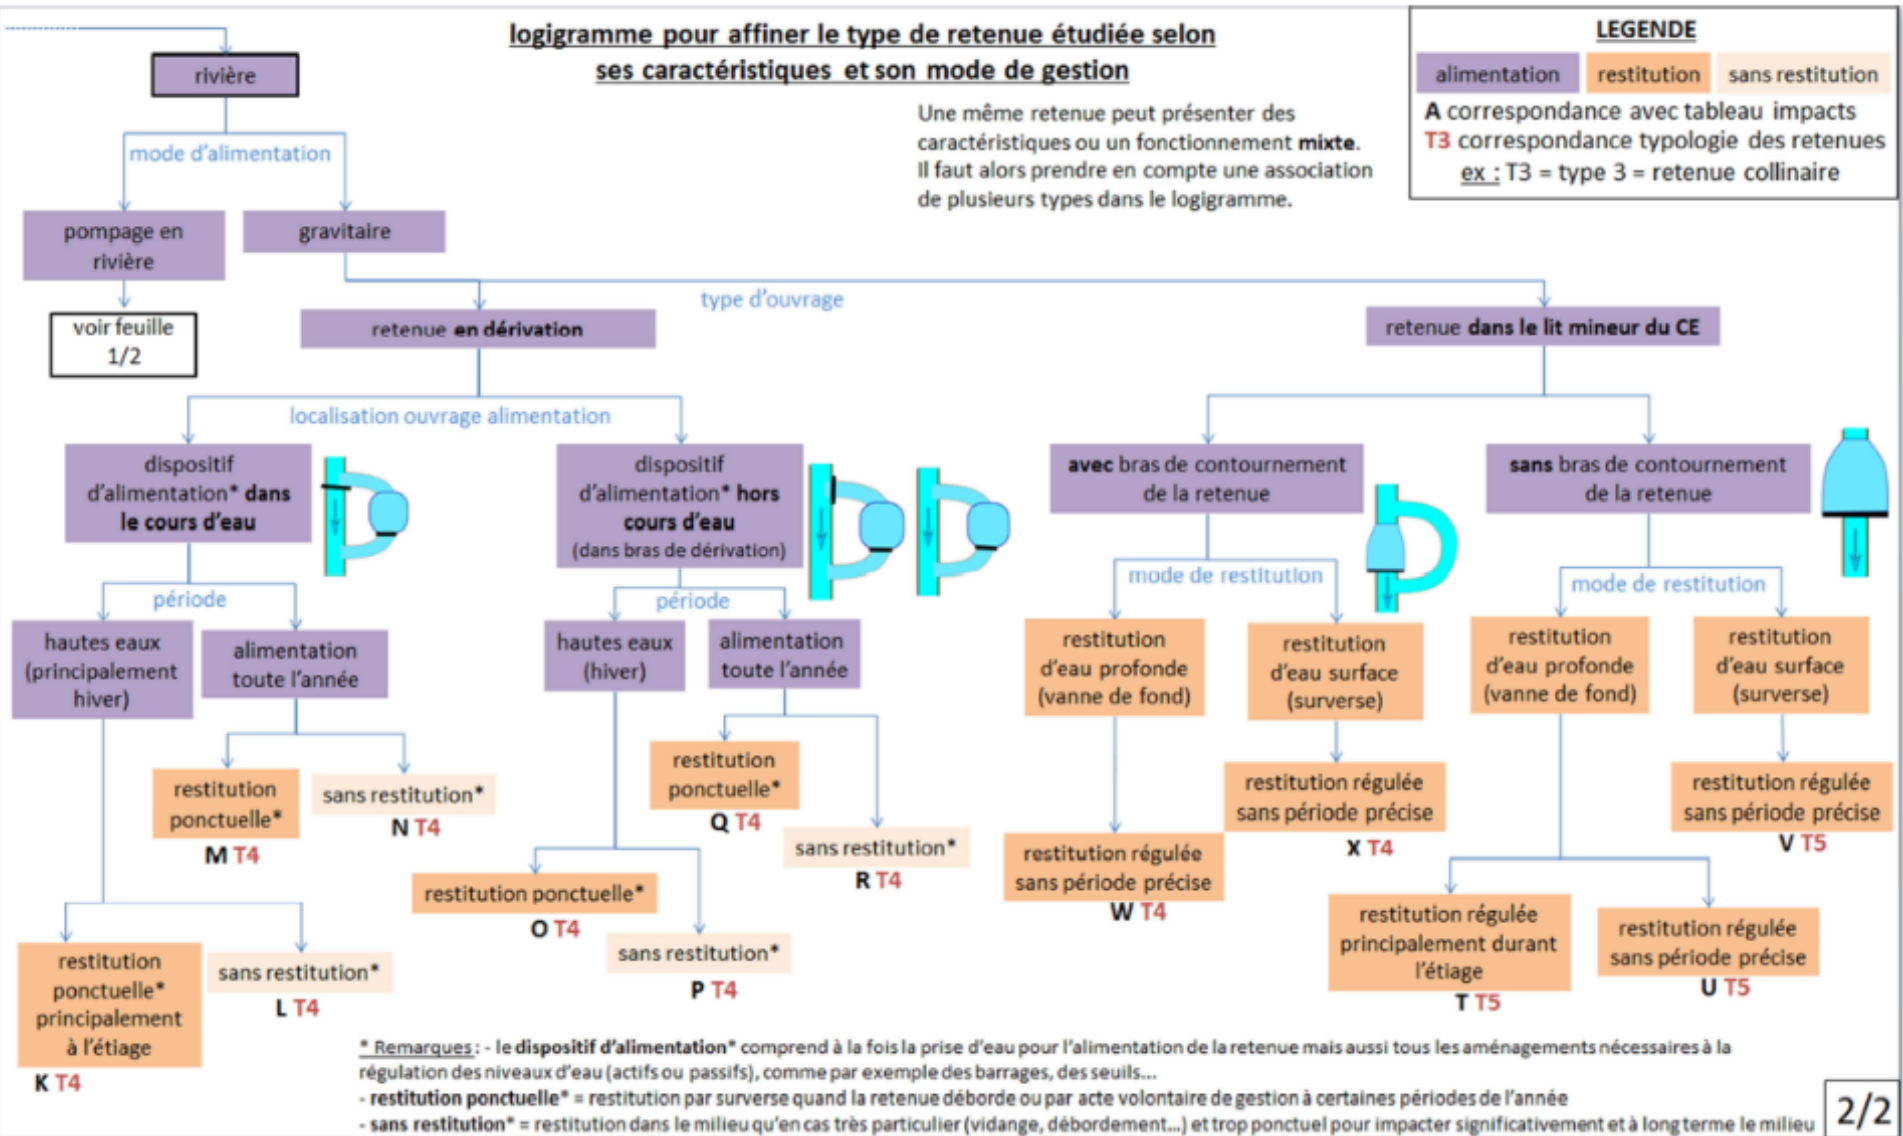 logigramme pour affiner le type de retenue étudiée selon
ses caractéristiques et son mode de gestion
Une même retenue peut présenter des
caractéristiques ou un fonctionnement mixte.
Il faut alors prendre en compte une association
de plusieurs types dans le logigramme.
LEGENDE
alimentation
restitution
sans restitution
A correspondance avec tableau impacts
T3 correspondance typologie des retenues
ex : T3 = type 3 = retenue collinaire
rivière
mode d'alimentation
pompage en
rivière
gravitaire
voir feuille
1/2
type d'ouvrage
retenue en dérivation
retenue dans le lit mineur du CE
localisation ouvrage alimentation
dispositif
d'alimentation* dans
le cours d'eau
dispositif
d'alimentation* hors
cours d'eau
(dans bras de dérivation)
avec bras de contournement
de la retenue
sans bras de contournement
de la retenue
période
période
mode de restitution
mode de restitution
hautes eaux
(principalement
hiver)
alimentation
toute l'année
hautes eaux
(hiver)
alimentation
toute l'année
restitution
d'eau profonde
(vanne de fond)
restitution
d'eau surface
(surverse)
restitution
d'eau profonde
(vanne de fond)
restitution
d'eau surface
(surverse)
restitution
ponctuelle*
M T4
sans restitution*
N T4
restitution
ponctuelle*
Q T4
sans restitution*
R T4
restitution régulée
sans période précise
W T4
restitution régulée
sans période précise
X T4
restitution régulée
sans période précise
V T5
restitution ponctuelle*
O T4
sans restitution*
P T4
restitution régulée
principalement durant
l'étiage
T T5
restitution régulée
sans période précise
U T5
restitution
ponctuelle*
principalement
à l'étiage
K T4
sans restitution*
L T4
* Remarques : - le dispositif d'alimentation* comprend à la fois la prise d'eau pour l'alimentation de la retenue mais aussi tous les aménagements nécessaires à la
régulation des niveaux d'eau (actifs ou passifs), comme par exemple des barrages, des seuils...
- restitution ponctuelle* = restitution par surverse quand la retenue déborde ou par acte volontaire de gestion à certaines périodes de l'année
- sans restitution* = restitution dans le milieu qu'en cas très particulier (vidange, débordement...) et trop ponctuel pour impacter significativement et à long terme le milieu
2/2